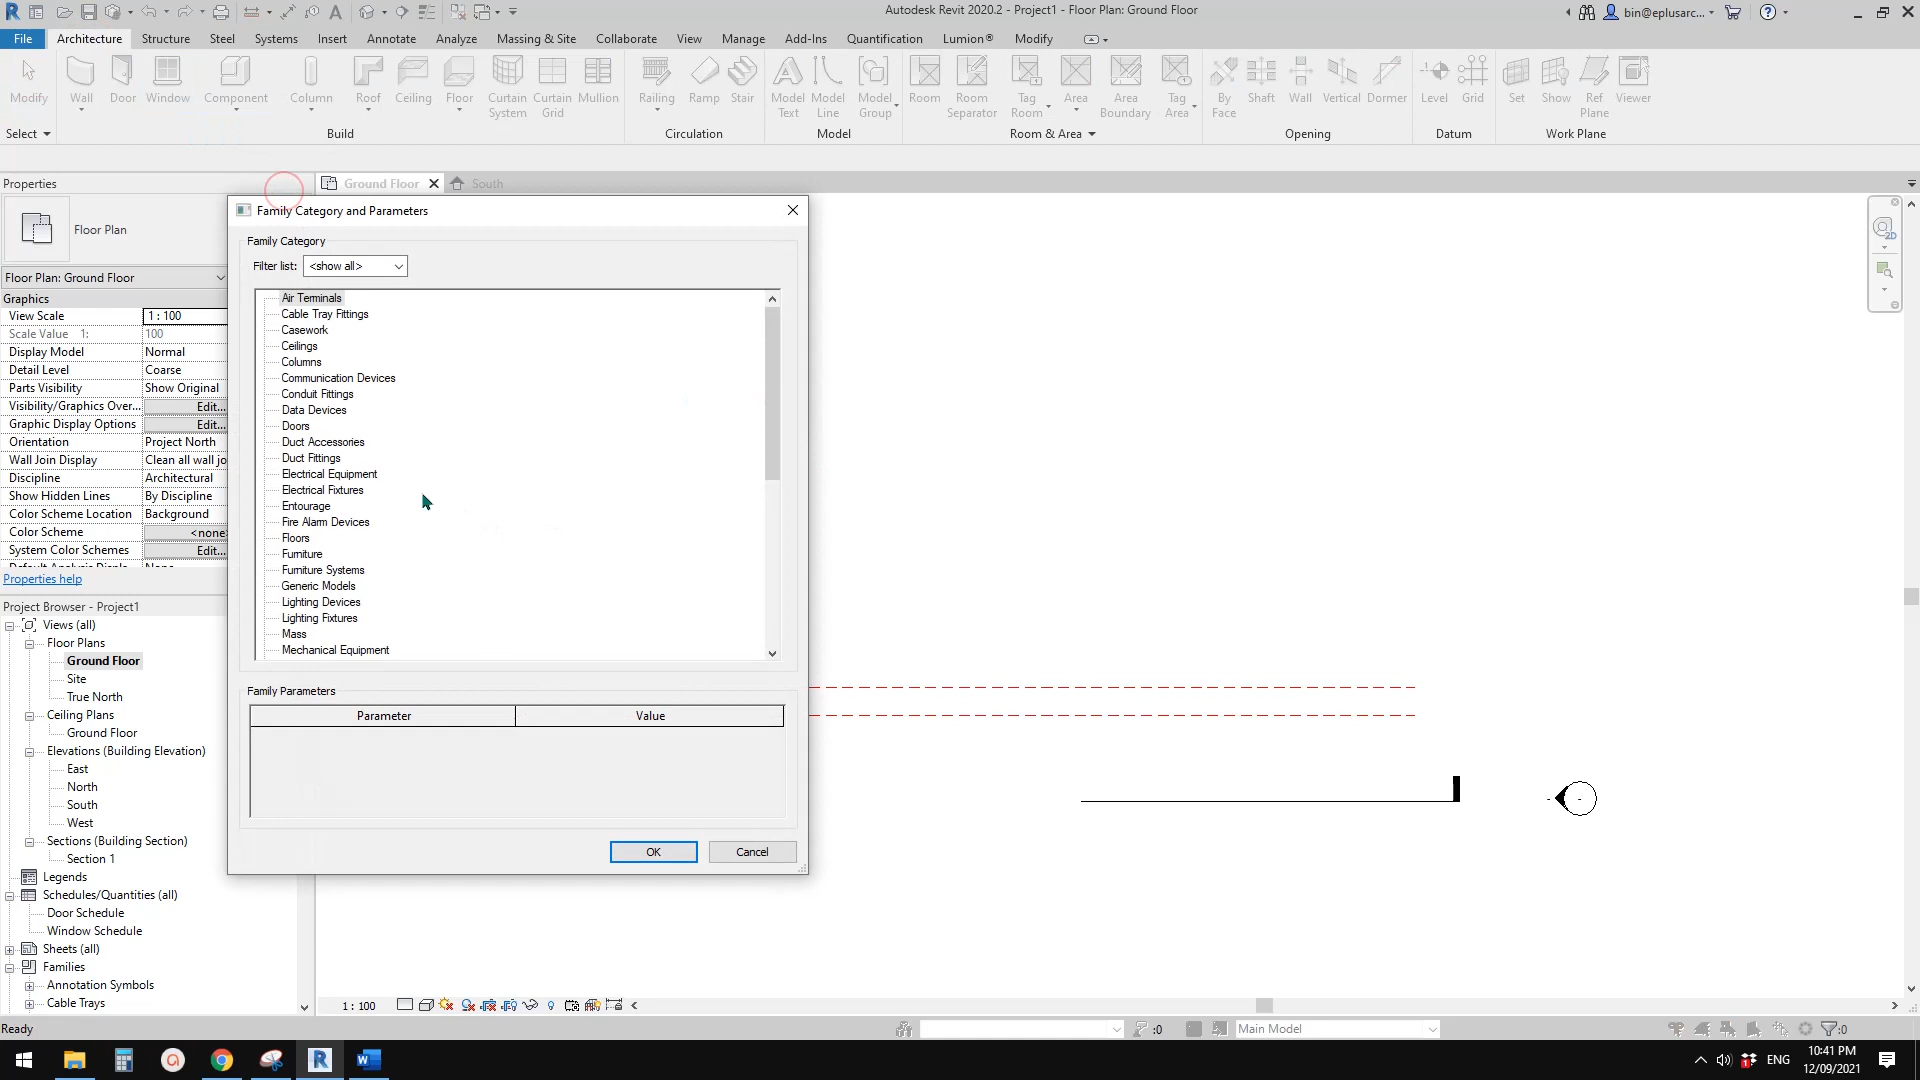 Autodesk Revit 2020.2 - Project1 - Floor Plan: Ground Floor
bin@eplusarc...
File Architecture Structure Steel Systems Insert Annotate Analyze Massing & Site Collaborate View Manage Add-Ins Quantification Lumion® Modify
Modify Wall Door Window Component Column Roof Ceiling Floor Curtain System Curtain Grid Mullion Railing Ramp Stair Model Text Model Line Model Group Room Room Separator Tag Room Area Area Boundary Tag Area By Face Shaft Wall Vertical Dormer Level Grid Set Show Ref Plane Viewer
Select Build Circulation Model Room & Area Opening Datum Work Plane
Properties
Ground Floor
South
Floor Plan
Floor Plan: Ground Floor
Graphics
View Scale 1 : 100
Scale Value 1: 100
Display Model Normal
Detail Level Coarse
Parts Visibility Show Original
Visibility/Graphics Over... Edit...
Graphic Display Options Edit...
Orientation Project North
Wall Join Display Clean all wall jo
Discipline Architectural
Show Hidden Lines By Discipline
Color Scheme Location Background
Color Scheme <none>
System Color Schemes Edit...
Properties help
Project Browser - Project1
Views (all)
Floor Plans
Ground Floor
Site
True North
Ceiling Plans
Ground Floor
Elevations (Building Elevation)
East
North
South
West
Sections (Building Section)
Section 1
Legends
Schedules/Quantities (all)
Door Schedule
Window Schedule
Sheets (all)
Families
Annotation Symbols
Cable Trays
Family Category and Parameters
Family Category
Filter list: <show all>
Air Terminals
Cable Tray Fittings
Casework
Ceilings
Columns
Communication Devices
Conduit Fittings
Data Devices
Doors
Duct Accessories
Duct Fittings
Electrical Equipment
Electrical Fixtures
Entourage
Fire Alarm Devices
Floors
Furniture
Furniture Systems
Generic Models
Lighting Devices
Lighting Fixtures
Mass
Mechanical Equipment
Family Parameters
Parameter Value
OK Cancel
1 : 100
Ready
:0
Main Model
:0
ENG
10:41 PM
12/09/2021